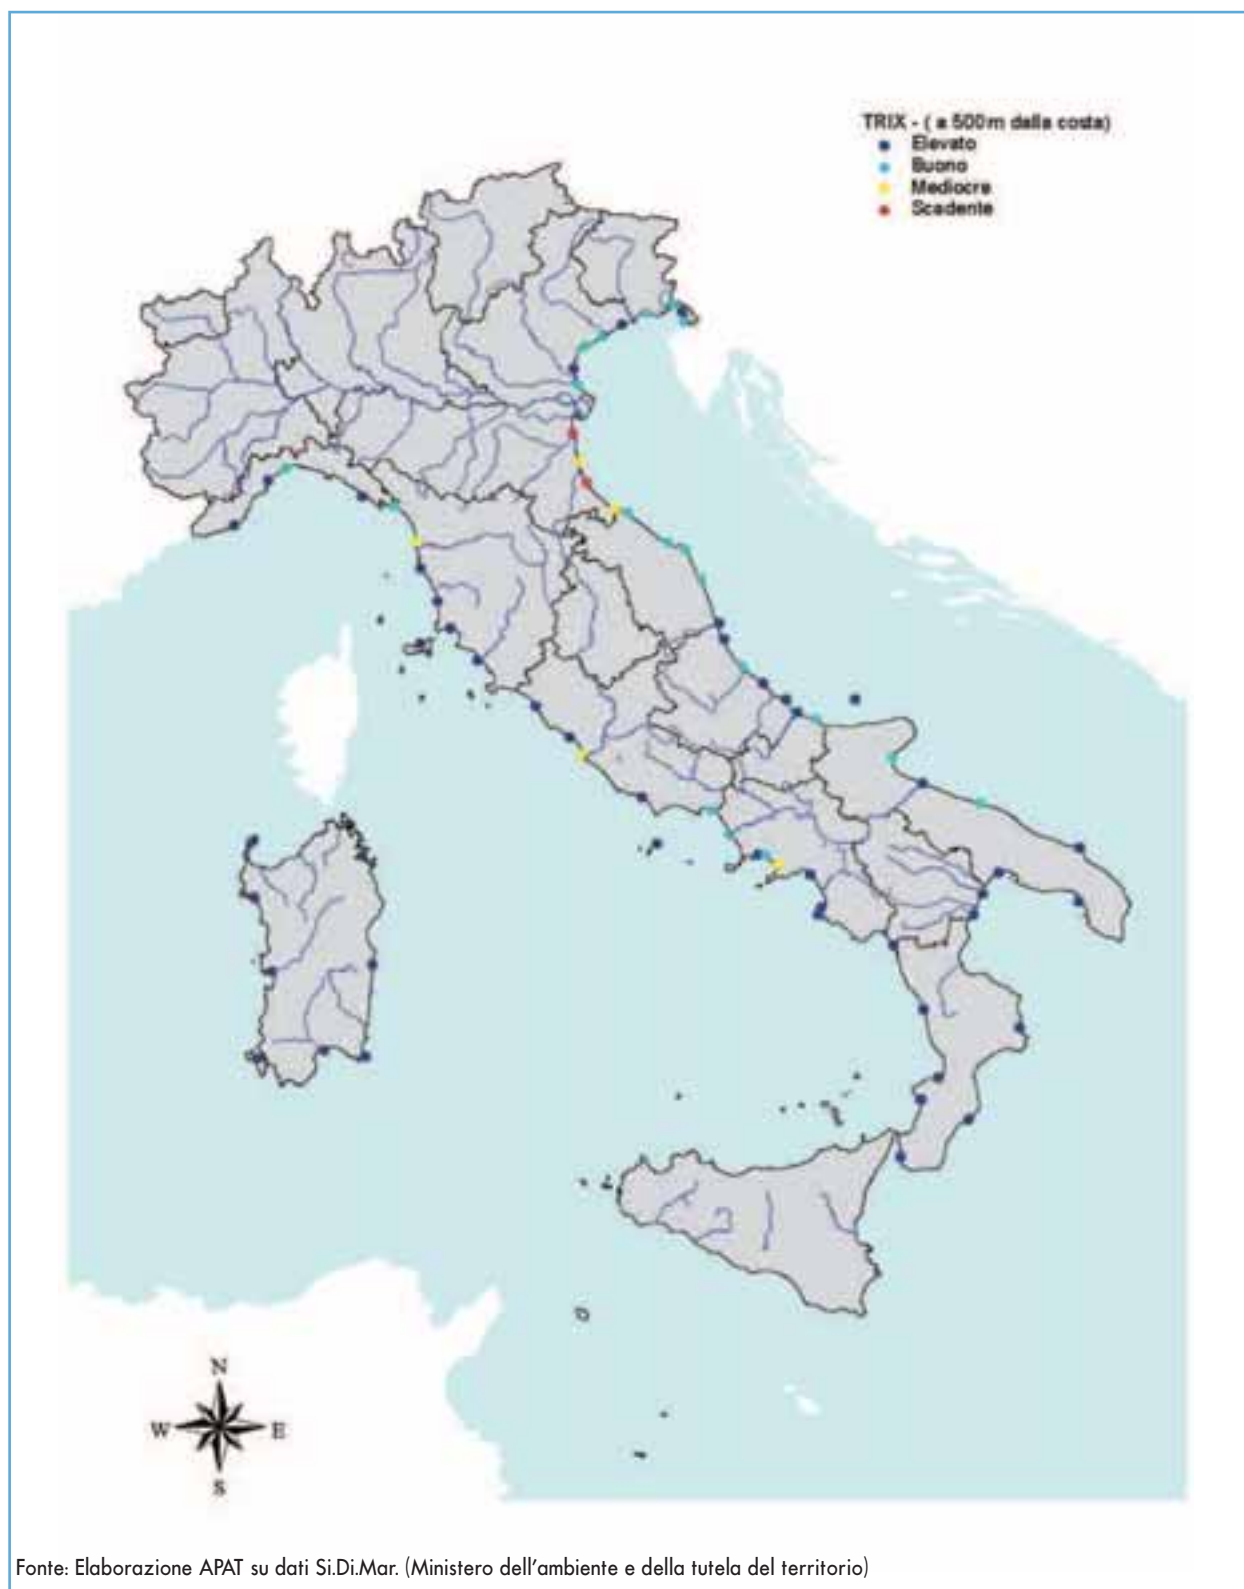 TRIX - ( a 500m dalla costa)
Elevato
Buono
Mediocre
Scadente
N
W E
S
Fonte: Elaborazione APAT su dati Si.Di.Mar. (Ministero dell'ambiente e della tutela del territorio)